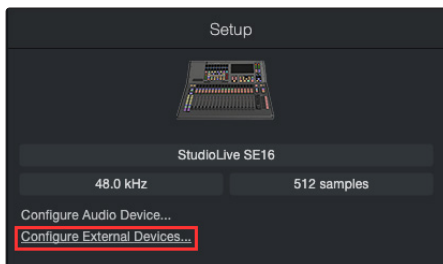 Setup
StudioLive SE16
48.0 kHz
512 samples
Configure Audio Device...
Configure External Devices...